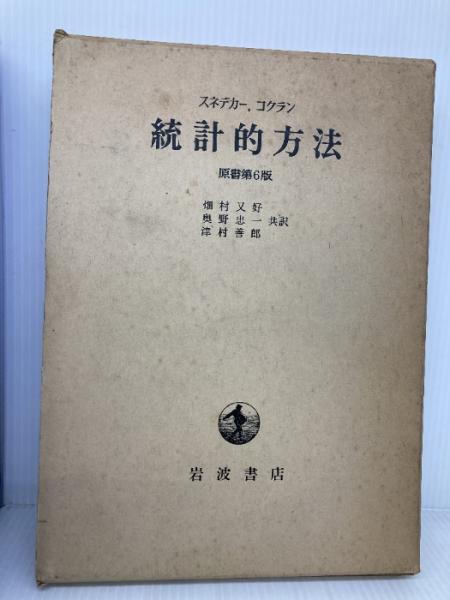 スネデカー，コクラン
統計的方法
原書第6版
畑村又好
奥野忠一 共訳
津村善郎
岩波書店